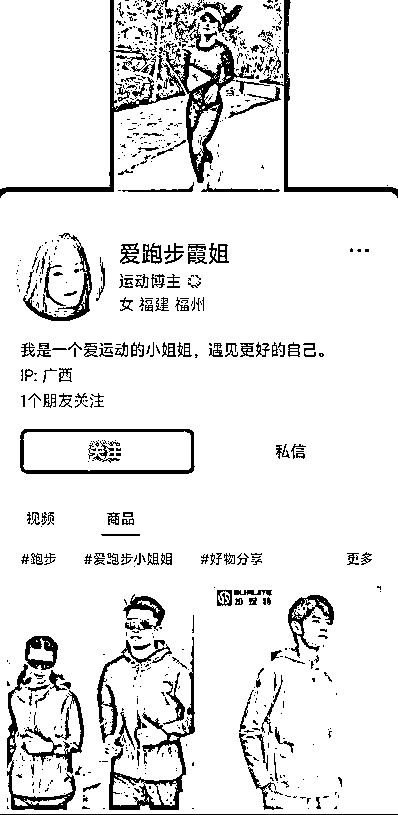 爱跑步霞姐
运动博主
女 福建 福州
我是一个爱运动的小姐姐，遇见更好的自己。
IP: 广西
1个朋友关注
关注
私信
视频
商品
#跑步
#爱跑步小姐姐
#好物分享
更多